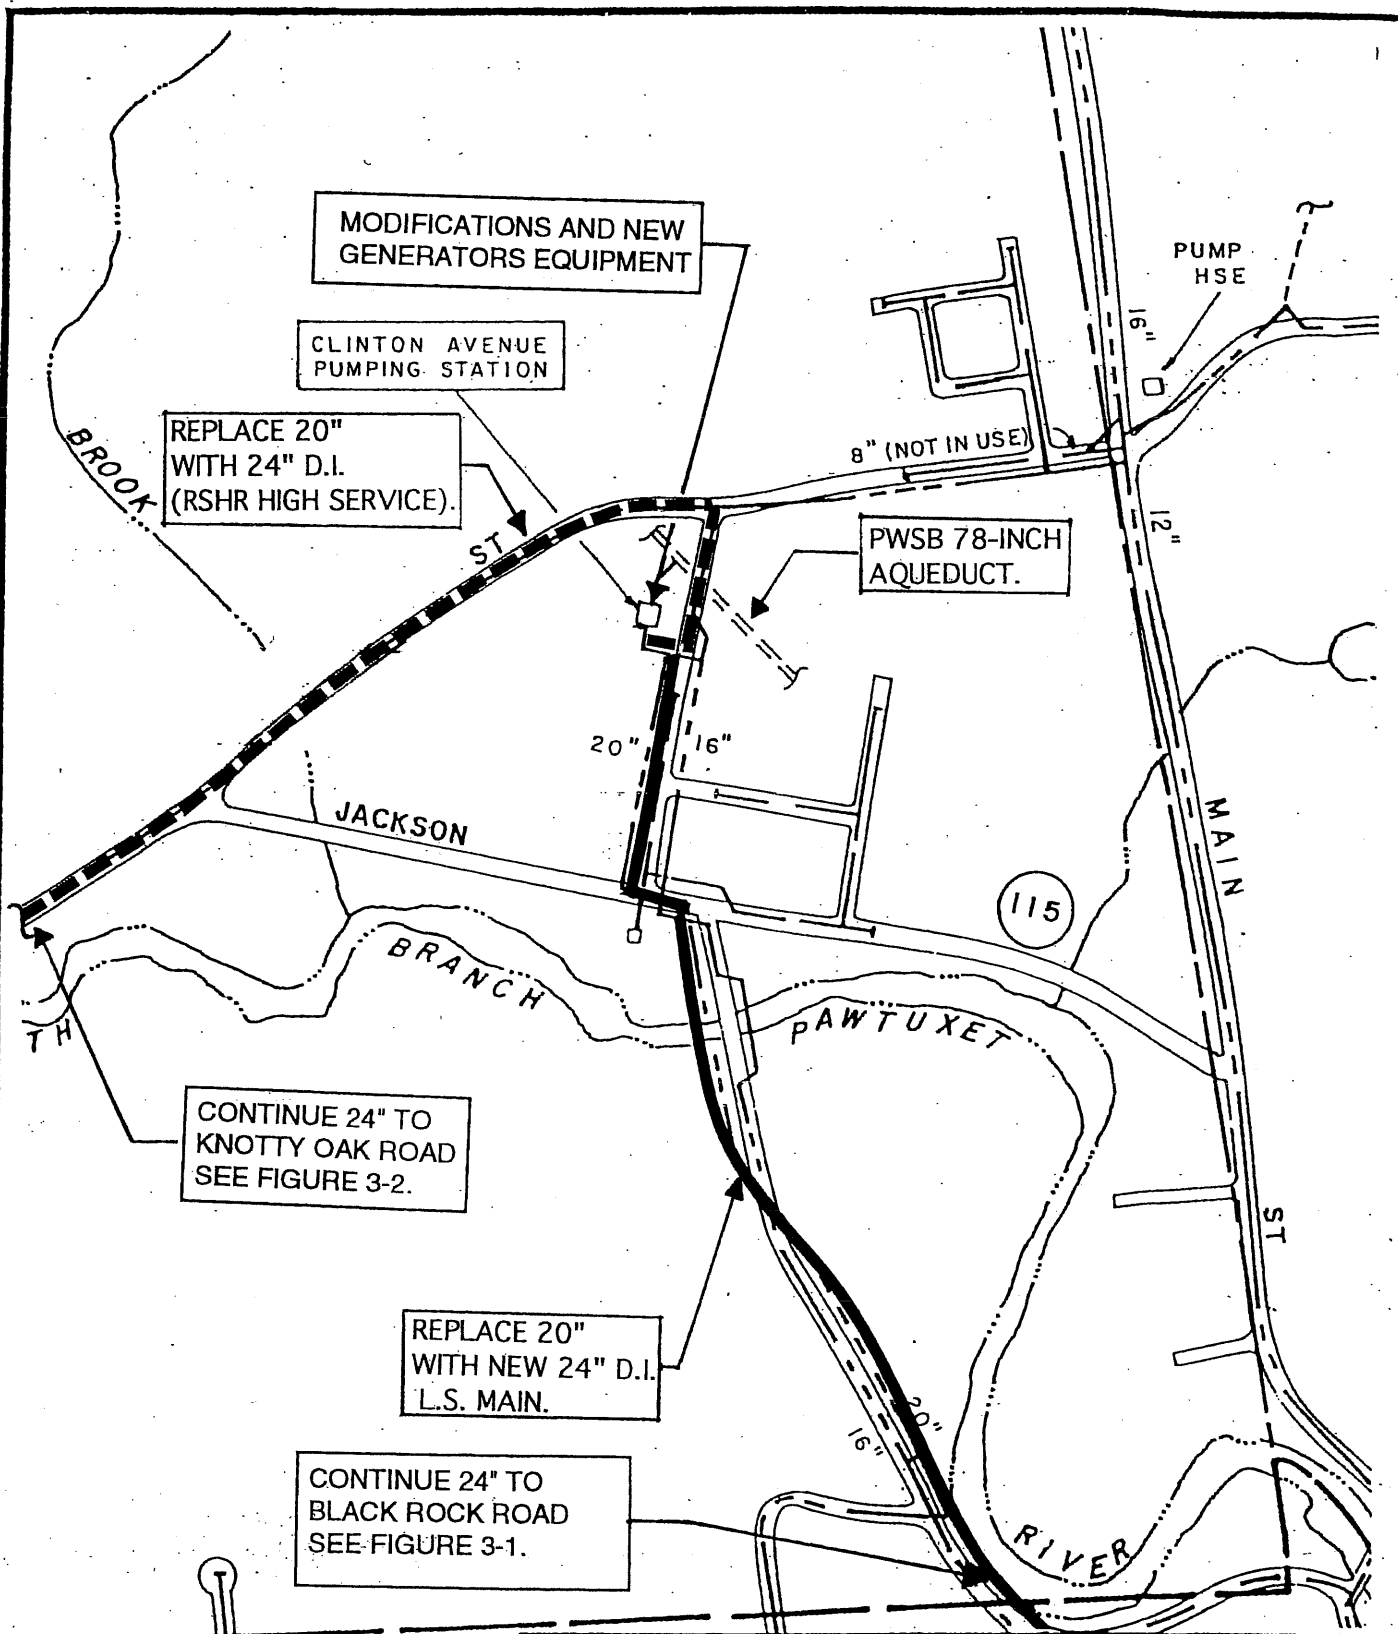 MODIFICATIONS AND NEW
GENERATORS EQUIPMENT
PUMP
HSE
16"
CLINTON AVENUE
PUMPING STATION
REPLACE 20"
WITH 24" D.I.
(RSHR HIGH SERVICE).
BROOK
8" (NOT IN USE)
12"
ST
PWSB 78-INCH
AQUEDUCT.
20"
16"
JACKSON
MAIN
115
BRANCH
PAWTUXET
TH
CONTINUE 24" TO
KNOTTY OAK ROAD
SEE FIGURE 3-2.
ST
REPLACE 20"
WITH NEW 24" D.I.
L.S. MAIN.
20"
16"
CONTINUE 24" TO
BLACK ROCK ROAD
SEE FIGURE 3-1.
RIVER